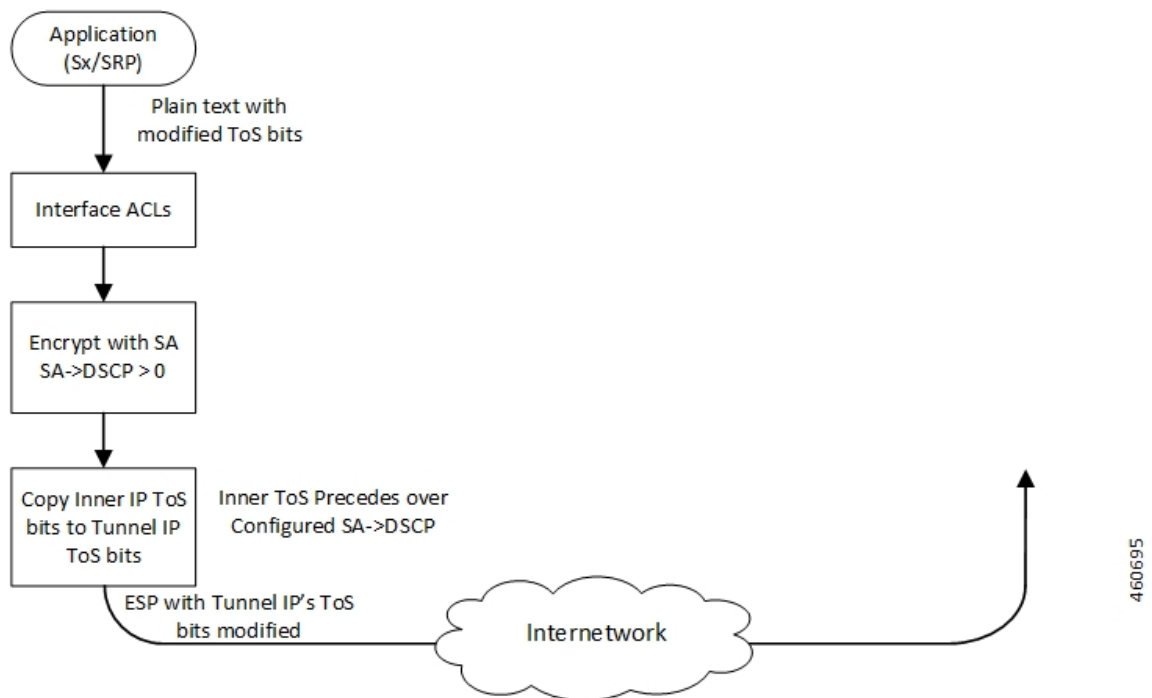 Application
(Sx/SRP)
Plain text with
modified ToS bits
Interface ACLs
Encrypt with SA
SA->DSCP > 0
Copy Inner IP ToS
bits to Tunnel IP
ToS bits
Inner ToS Precedes over
Configured SA->DSCP
ESP with Tunnel IP's ToS
bits modified
Internetwork
460695